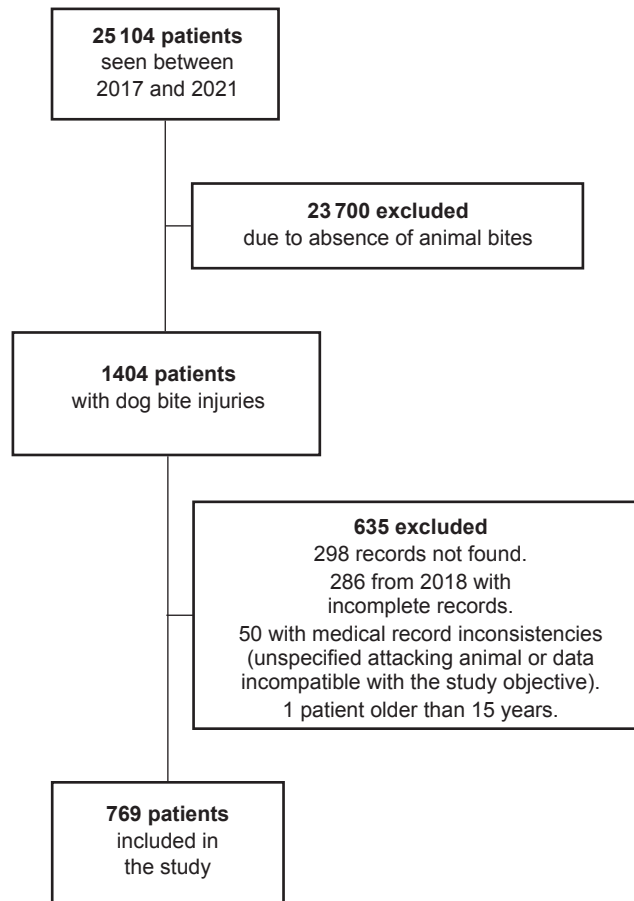 25 104 patients
seen between
2017 and 2021
23 700 excluded
due to absence of animal bites
1404 patients
with dog bite injuries
635 excluded
298 records not found.
286 from 2018 with
incomplete records.
50 with medical record inconsistencies
(unspecified attacking animal or data
incompatible with the study objective).
1 patient older than 15 years.
769 patients
included in
the study